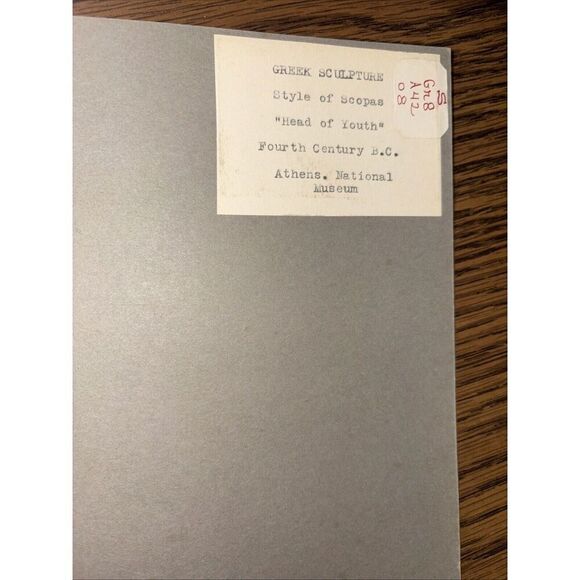 GREEK SCULPTURE
Style of Scopas
"Head of Youth"
Fourth Century B.C.
Athens. National
Museum
S
Gr8
A42
08